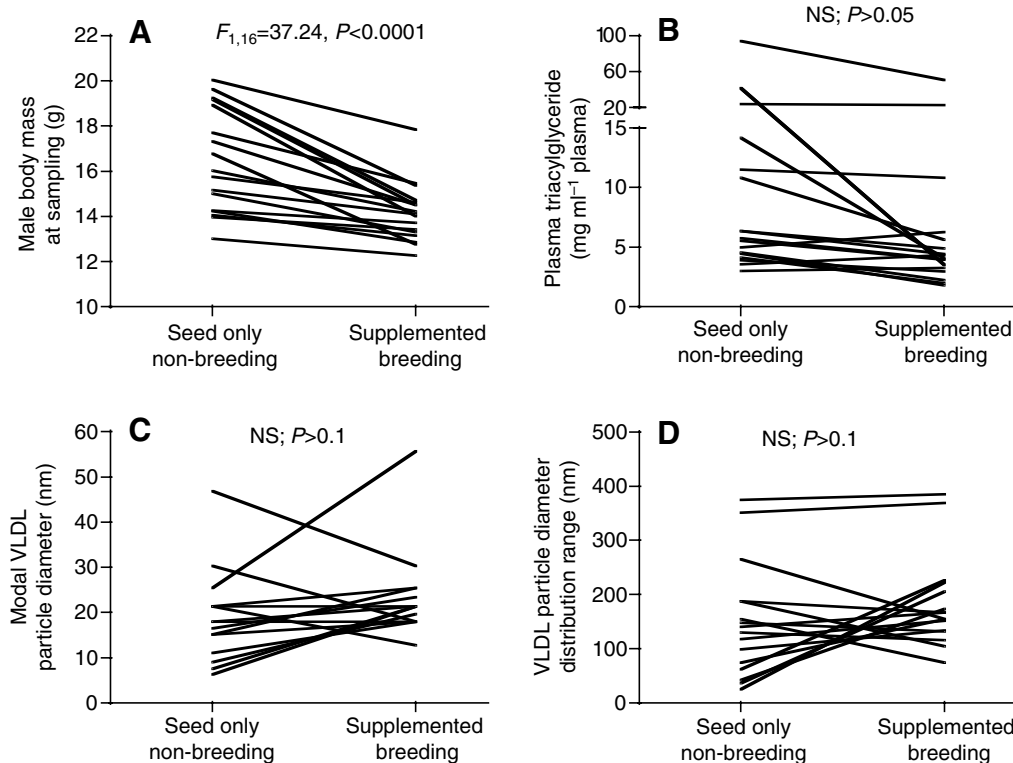 A
F1,16=37.24, P<0.0001
Male body mass
at sampling (g)
22
20
18
16
14
12
10
Seed only
non-breeding
Supplemented
breeding
B
NS; P>0.05
Plasma triacylglyceride
(mg ml–1 plasma)
100
60
20
15
10
5
0
Seed only
non-breeding
Supplemented
breeding
C
NS; P>0.1
Modal VLDL
particle diameter (nm)
60
50
40
30
20
10
0
Seed only
non-breeding
Supplemented
breeding
D
NS; P>0.1
VLDL particle diameter
distribution range (nm)
500
400
300
200
100
0
Seed only
non-breeding
Supplemented
breeding